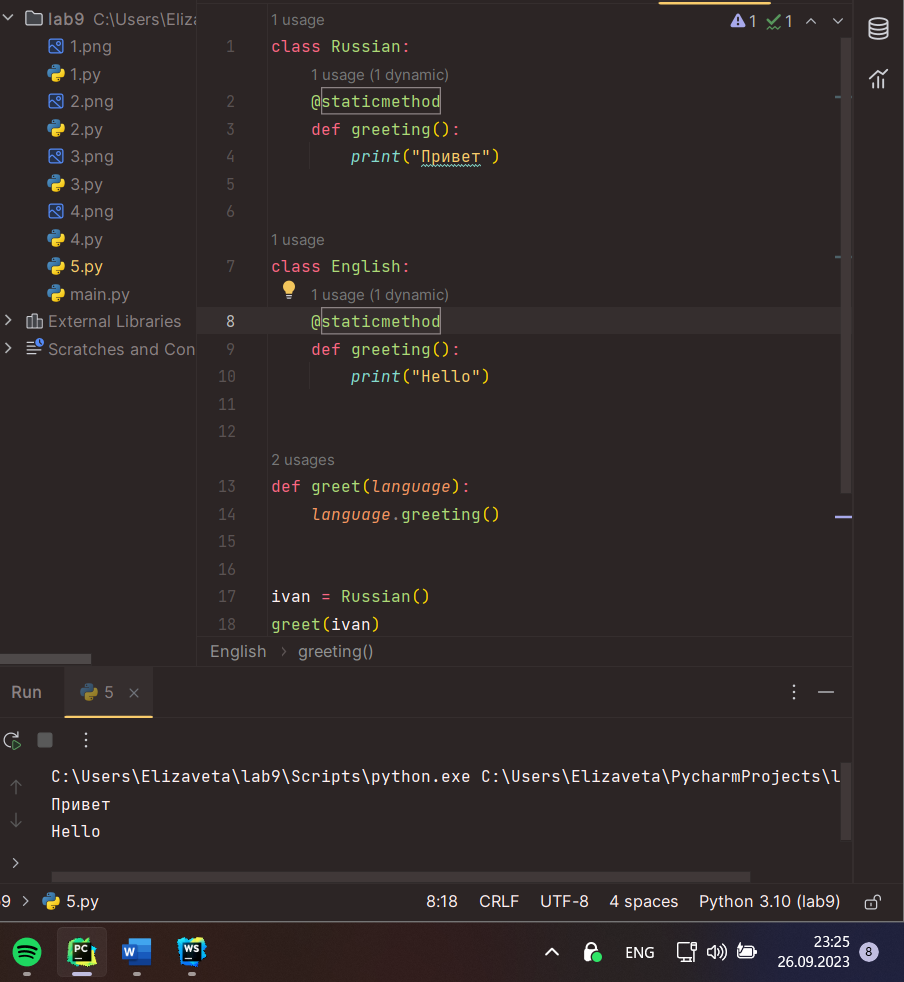 lab9 C:\Users\Eliza
1.png
1.py
2.png
2.py
3.png
3.py
4.png
4.py
5.py
main.py
External Libraries
Scratches and Con
1 usage
1 1
1 class Russian:
1 usage (1 dynamic)
2 @staticmethod
3 def greeting():
4 print("Привет")
5
6
1 usage
7 class English:
1 usage (1 dynamic)
8 @staticmethod
9 def greeting():
10 print("Hello")
11
12
2 usages
13 def greet(language):
14 language.greeting()
15
16
17 ivan = Russian()
18 greet(ivan)
English › greeting()
Run 5 ×
C:\Users\Elizaveta\lab9\Scripts\python.exe C:\Users\Elizaveta\PycharmProjects\l
Привет
Hello
9 › 5.py 8:18 CRLF UTF-8 4 spaces Python 3.10 (lab9)
PC W WS ENG 23:25 8
26.09.2023